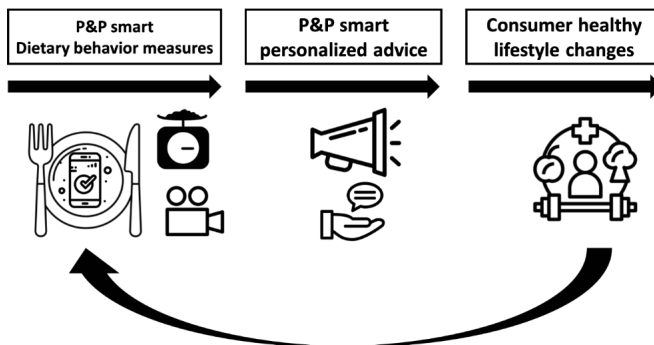 P&P smart
Dietary behavior measures
P&P smart
personalized advice
Consumer healthy
lifestyle changes